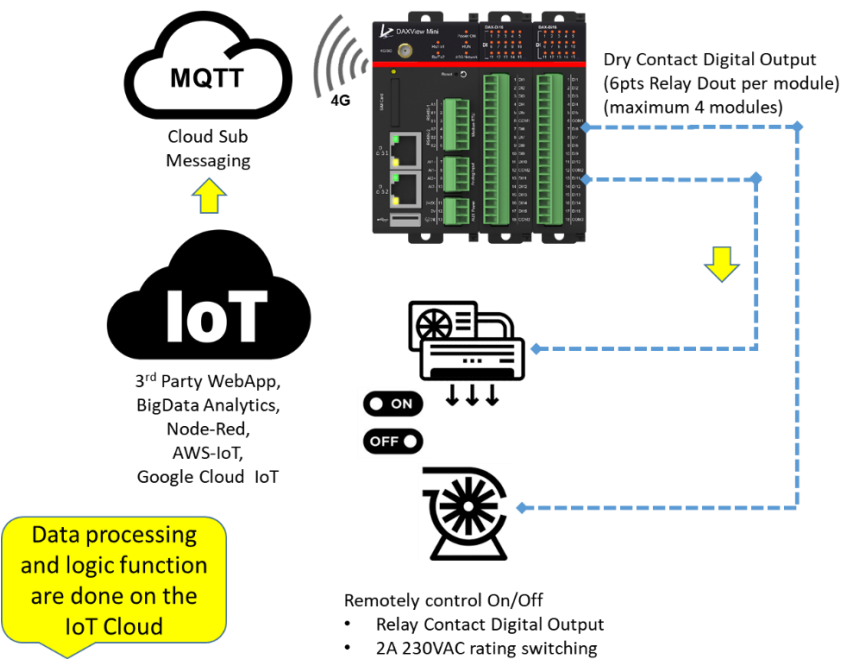 MQTT
Cloud Sub
Messaging
4G
DAXView Mini
Dry Contact Digital Output
(6pts Relay Dout per module)
(maximum 4 modules)
IoT
3rd Party WebApp,
BigData Analytics,
Node-Red,
AWS-IoT,
Google Cloud IoT
ON
OFF
Data processing
and logic function
are done on the
IoT Cloud
Remotely control On/Off
• Relay Contact Digital Output
• 2A 230VAC rating switching